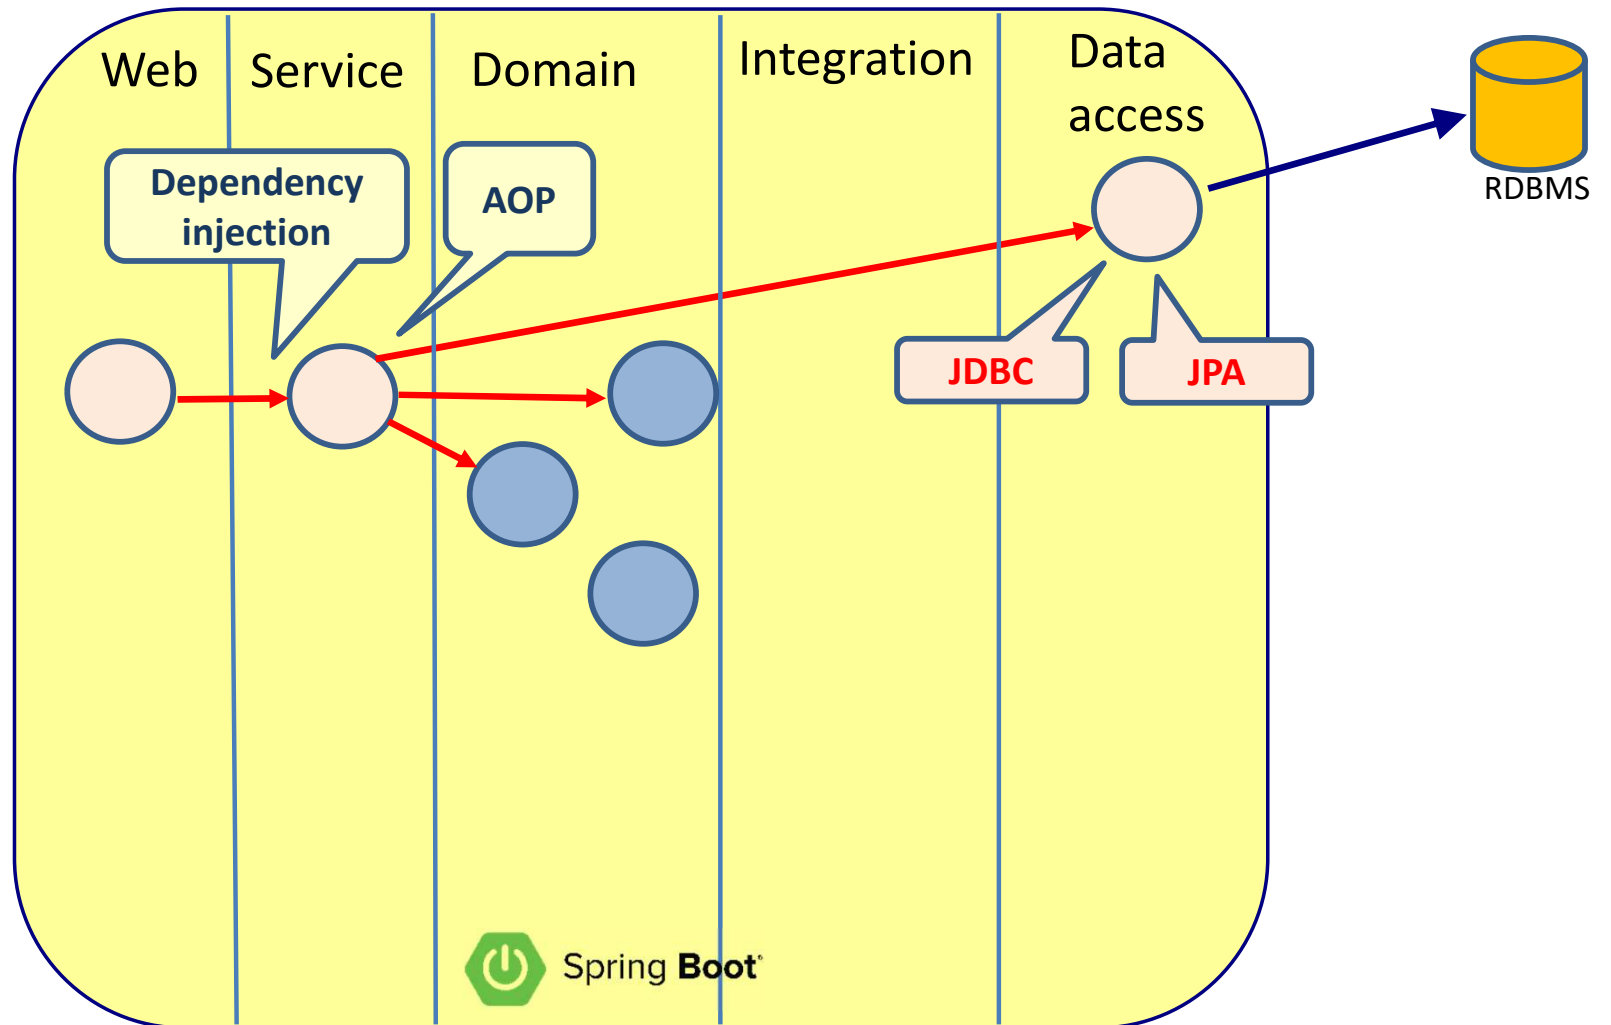 Web
Service
Domain
Integration
Data
access
Dependency
injection
AOP
RDBMS
JDBC
JPA
Spring Boot